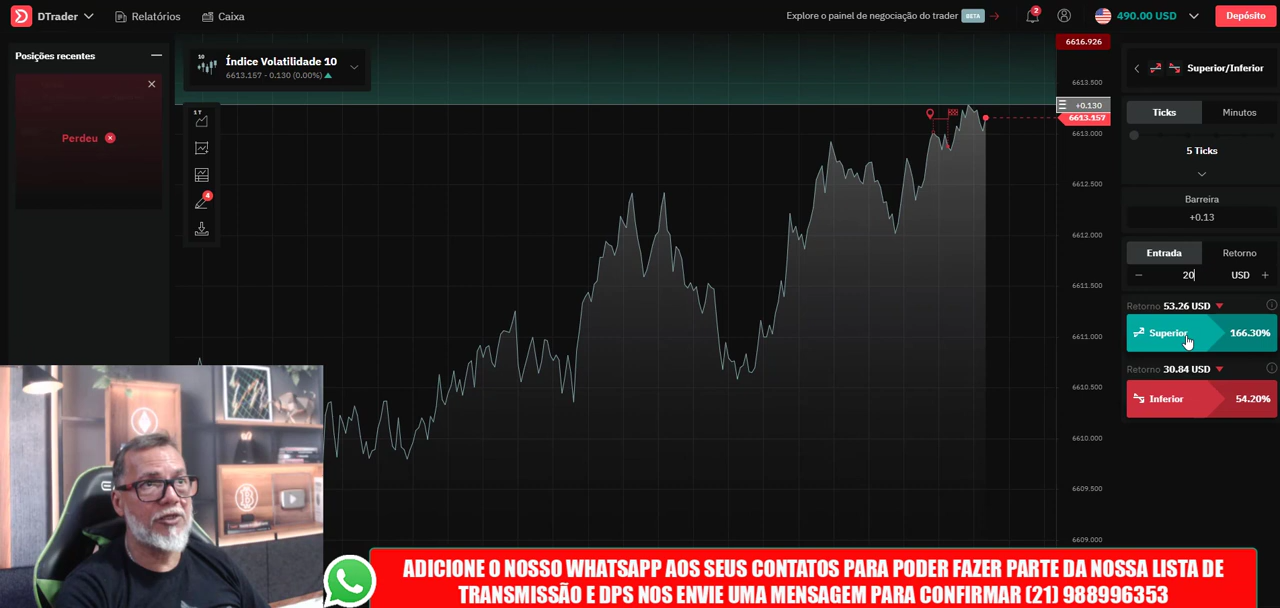 DTrader
Relatórios
Caixa
Explore o painel de negociação do trader BETA
2
490.00 USD
Depósito
Posições recentes
Perdeu
10
Índice Volatilidade 10
6613.157 - 0.130 (0.00%)
1 T
4
6616.926
6613.500
+0.130
6613.157
6613.000
6612.500
6612.000
6611.500
6611.000
6610.500
6610.000
6609.500
6609.000
Superior/Inferior
Ticks
Minutos
5 Ticks
Barreira
+0.13
Entrada
Retorno
− 20 USD +
Retorno 53.26 USD
Superior 166.30%
Retorno 30.84 USD
Inferior 54.20%
ADICIONE O NOSSO WHATSAPP AOS SEUS CONTATOS PARA PODER FAZER PARTE DA NOSSA LISTA DE
TRANSMISSÃO E DPS NOS ENVIE UMA MENSAGEM PARA CONFIRMAR (21) 988996353